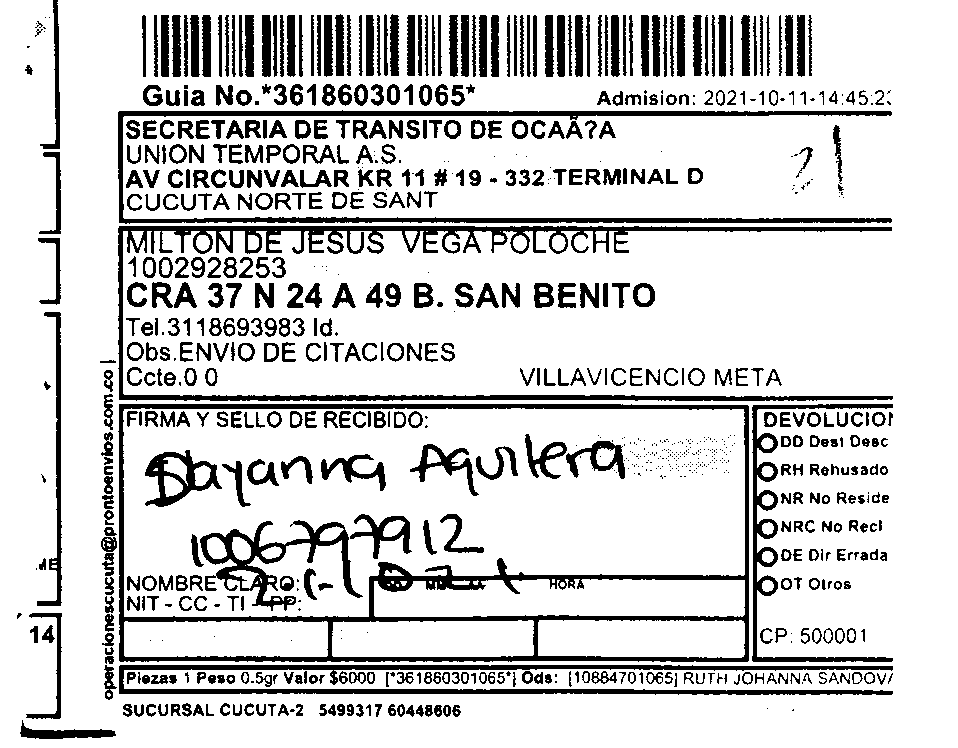 Guia No.*361860301065*
Admision: 2021-10-11-14:45:2
SECRETARIA DE TRANSITO DE OCAÃ?A
UNION TEMPORAL A.S.
AV CIRCUNVALAR KR 11 # 19 - 332 TERMINAL D
CUCUTA NORTE DE SANT
21
MILTON DE JESUS VEGA POLOCHE
1002928253
CRA 37 N 24 A 49 B. SAN BENITO
Tel.3118693983 Id.
Obs.ENVIO DE CITACIONES
Ccte.0 0 VILLAVICENCIO META
operacionescucuta@prontoenvios.com.co
FIRMA Y SELLO DE RECIBIDO:
Dayanna Aguilera
1006797912
NOMBRE CLARO:
NIT - CC - TI - PP:
DD MM AA HORA
DEVOLUCION
DD Dest Desc
RH Rehusado
NR No Reside
NRC No Recl
DE Dir Errada
OT Otros
CP: 500001
14
Piezas 1 Peso 0.5gr Valor $6000 [*361860301065*] Ods: [10884701065] RUTH JOHANNA SANDOVA
SUCURSAL CUCUTA-2 5499317 60448606